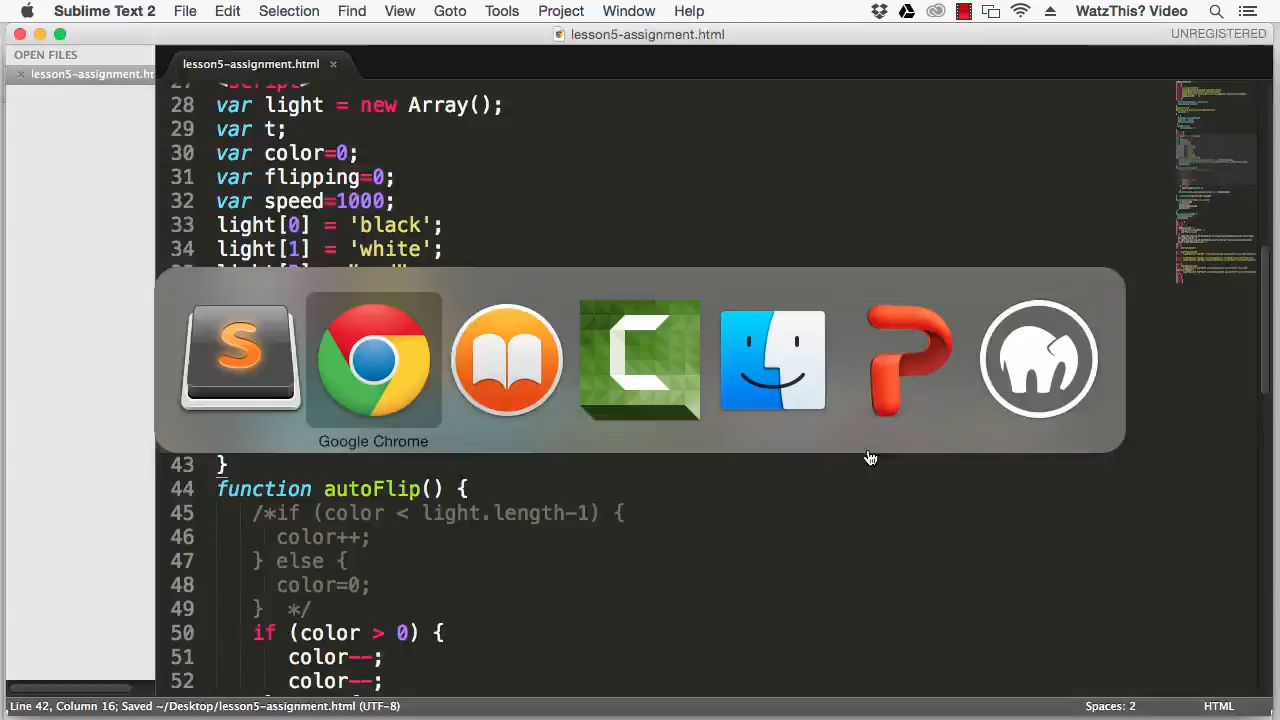 Sublime Text 2 File Edit Selection Find View Goto Tools Project Window Help WatzThis? Video
lesson5-assignment.html UNREGISTERED
OPEN FILES
lesson5-assignment.ht
lesson5-assignment.html
<script>
28 var light = new Array();
29 var t;
30 var color=0;
31 var flipping=0;
32 var speed=1000;
33 light[0] = 'black';
34 light[1] = 'white';
Google Chrome
43 }
44 function autoFlip() {
45 /*if (color < light.length-1) {
46 color++;
47 } else {
48 color=0;
49 } */
50 if (color > 0) {
51 color--;
52 color--;
Line 42, Column 16; Saved ~/Desktop/lesson5-assignment.html (UTF-8) Spaces: 2 HTML